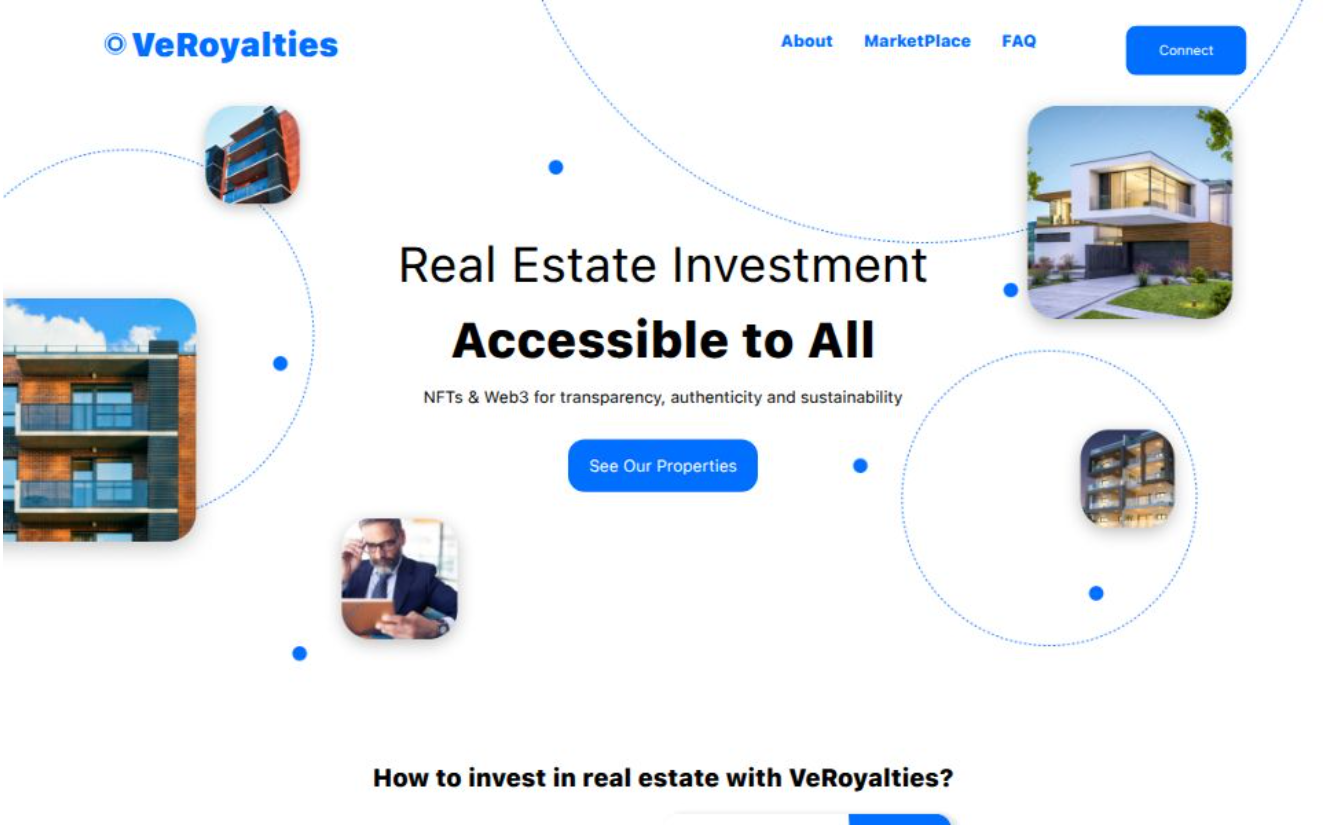 VeRoyalties
About MarketPlace FAQ Connect
Real Estate Investment
Accessible to All
NFTs & Web3 for transparency, authenticity and sustainability
See Our Properties
How to invest in real estate with VeRoyalties?